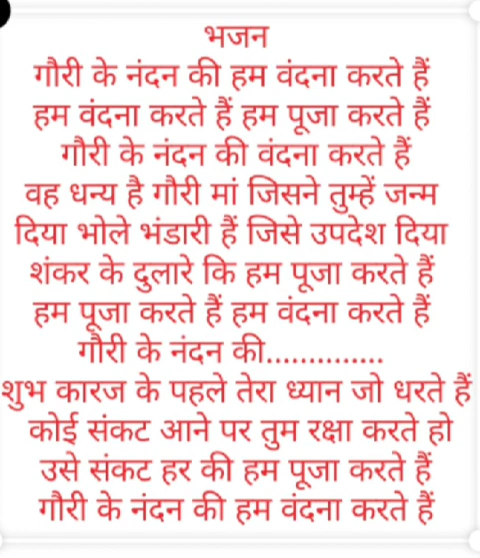 भजन
गौरी के नंदन की हम वंदना करते हैं
हम वंदना करते हैं हम पूजा करते हैं
गौरी के नंदन की वंदना करते हैं
वह धन्य है गौरी मां जिसने तुम्हें जन्म
दिया भोले भंडारी हैं जिसे उपदेश दिया
शंकर के दुलारे कि हम पूजा करते हैं
हम पूजा करते हैं हम वंदना करते हैं
गौरी के नंदन की..............
शुभ कारज के पहले तेरा ध्यान जो धरते हैं
कोई संकट आने पर तुम रक्षा करते हो
उसे संकट हर की हम पूजा करते हैं
गौरी के नंदन की हम वंदना करते हैं